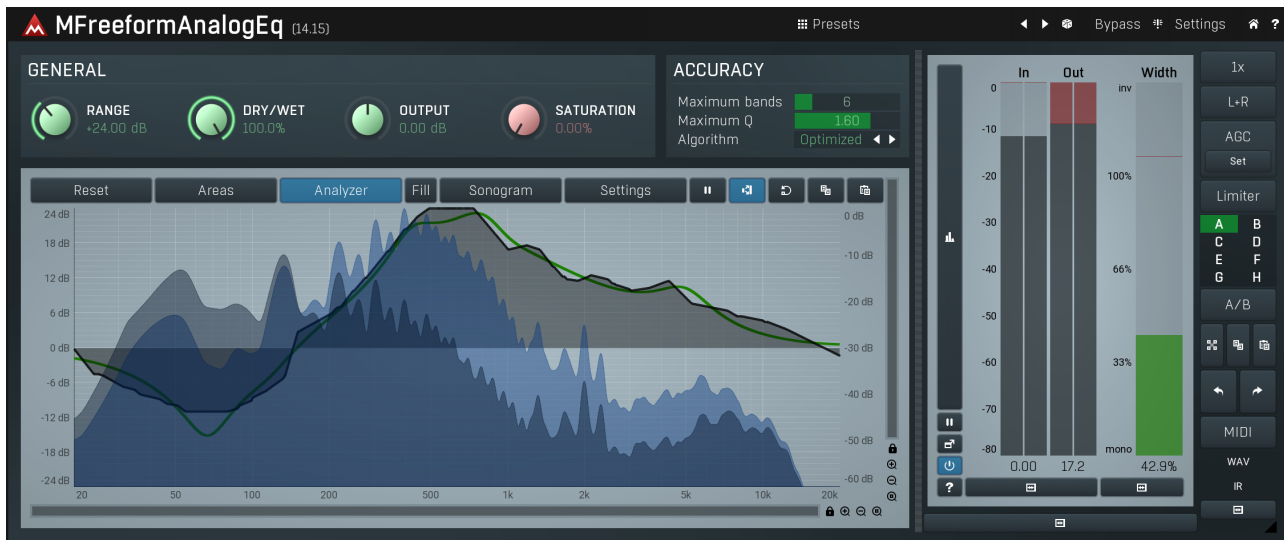 MFreeformAnalogEq (14.15)
Presets
Bypass
Settings
?
GENERAL
RANGE
+24.00 dB
DRY/WET
100.0%
OUTPUT
0.00 dB
SATURATION
0.00%
ACCURACY
Maximum bands 6
Maximum Q 1.60
Algorithm Optimized
Reset Areas Analyzer Fill Sonogram Settings
24 dB
18 dB
12 dB
6 dB
0 dB
-6 dB
-12 dB
-18 dB
-24 dB
0 dB
-10 dB
-20 dB
-30 dB
-40 dB
-50 dB
-60 dB
20 50 100 200 500 1k 2k 5k 10k 20k
In Out Width
0
-10
-20
-30
-40
-50
-60
-70
-80
inv
100%
66%
33%
mono
0.00 17.2 42.9%
?
1x
L+R
AGC
Set
Limiter
A B
C D
E F
G H
A/B
MIDI
WAV
IR